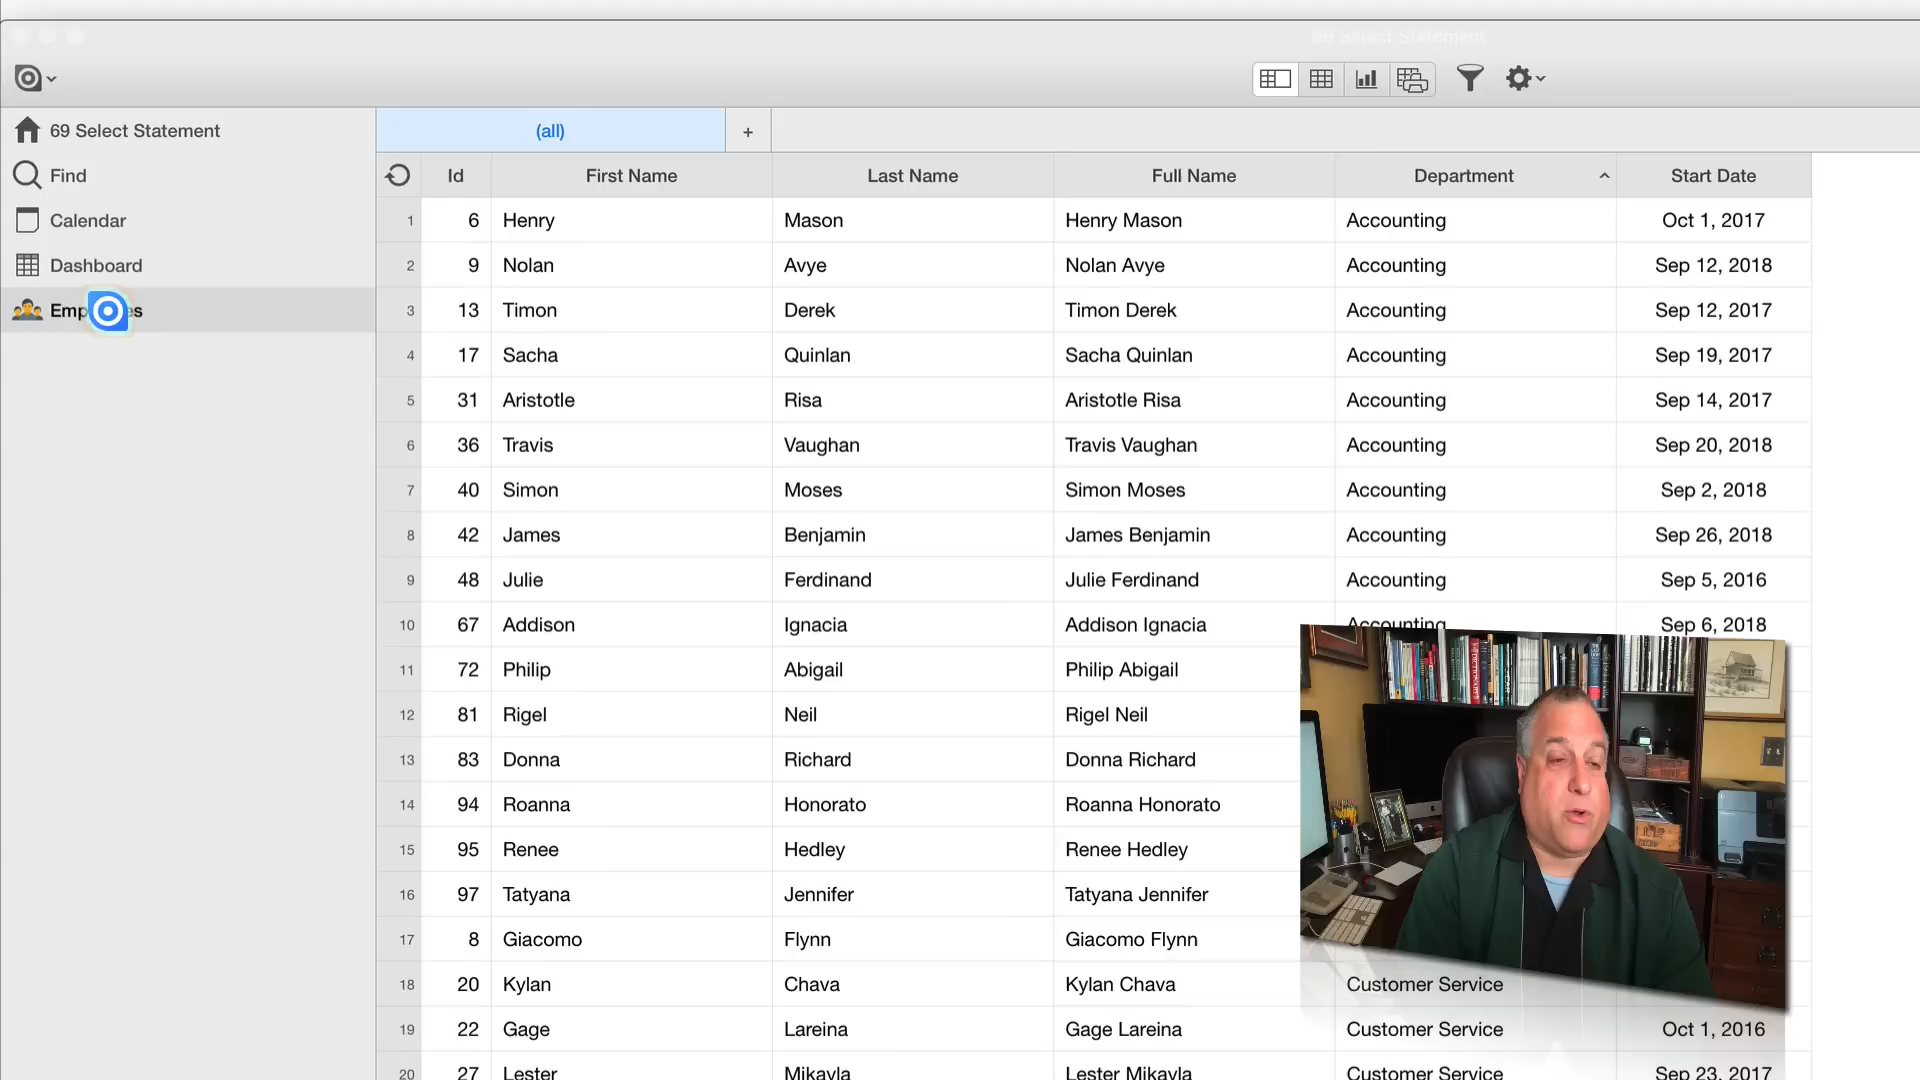 69 Select Statement
69 Select Statement
Find
Calendar
Dashboard
Employees
(all)
+
Id First Name Last Name Full Name Department Start Date
1 6 Henry Mason Henry Mason Accounting Oct 1, 2017
2 9 Nolan Avye Nolan Avye Accounting Sep 12, 2018
3 13 Timon Derek Timon Derek Accounting Sep 12, 2017
4 17 Sacha Quinlan Sacha Quinlan Accounting Sep 19, 2017
5 31 Aristotle Risa Aristotle Risa Accounting Sep 14, 2017
6 36 Travis Vaughan Travis Vaughan Accounting Sep 20, 2018
7 40 Simon Moses Simon Moses Accounting Sep 2, 2018
8 42 James Benjamin James Benjamin Accounting Sep 26, 2018
9 48 Julie Ferdinand Julie Ferdinand Accounting Sep 5, 2016
10 67 Addison Ignacia Addison Ignacia Accounting Sep 6, 2018
11 72 Philip Abigail Philip Abigail
12 81 Rigel Neil Rigel Neil
13 83 Donna Richard Donna Richard
14 94 Roanna Honorato Roanna Honorato
15 95 Renee Hedley Renee Hedley
16 97 Tatyana Jennifer Tatyana Jennifer
17 8 Giacomo Flynn Giacomo Flynn
18 20 Kylan Chava Kylan Chava Customer Service
19 22 Gage Lareina Gage Lareina Customer Service Oct 1, 2016
20 27 Lester Mikayla Lester Mikayla Customer Service Sep 23, 2017